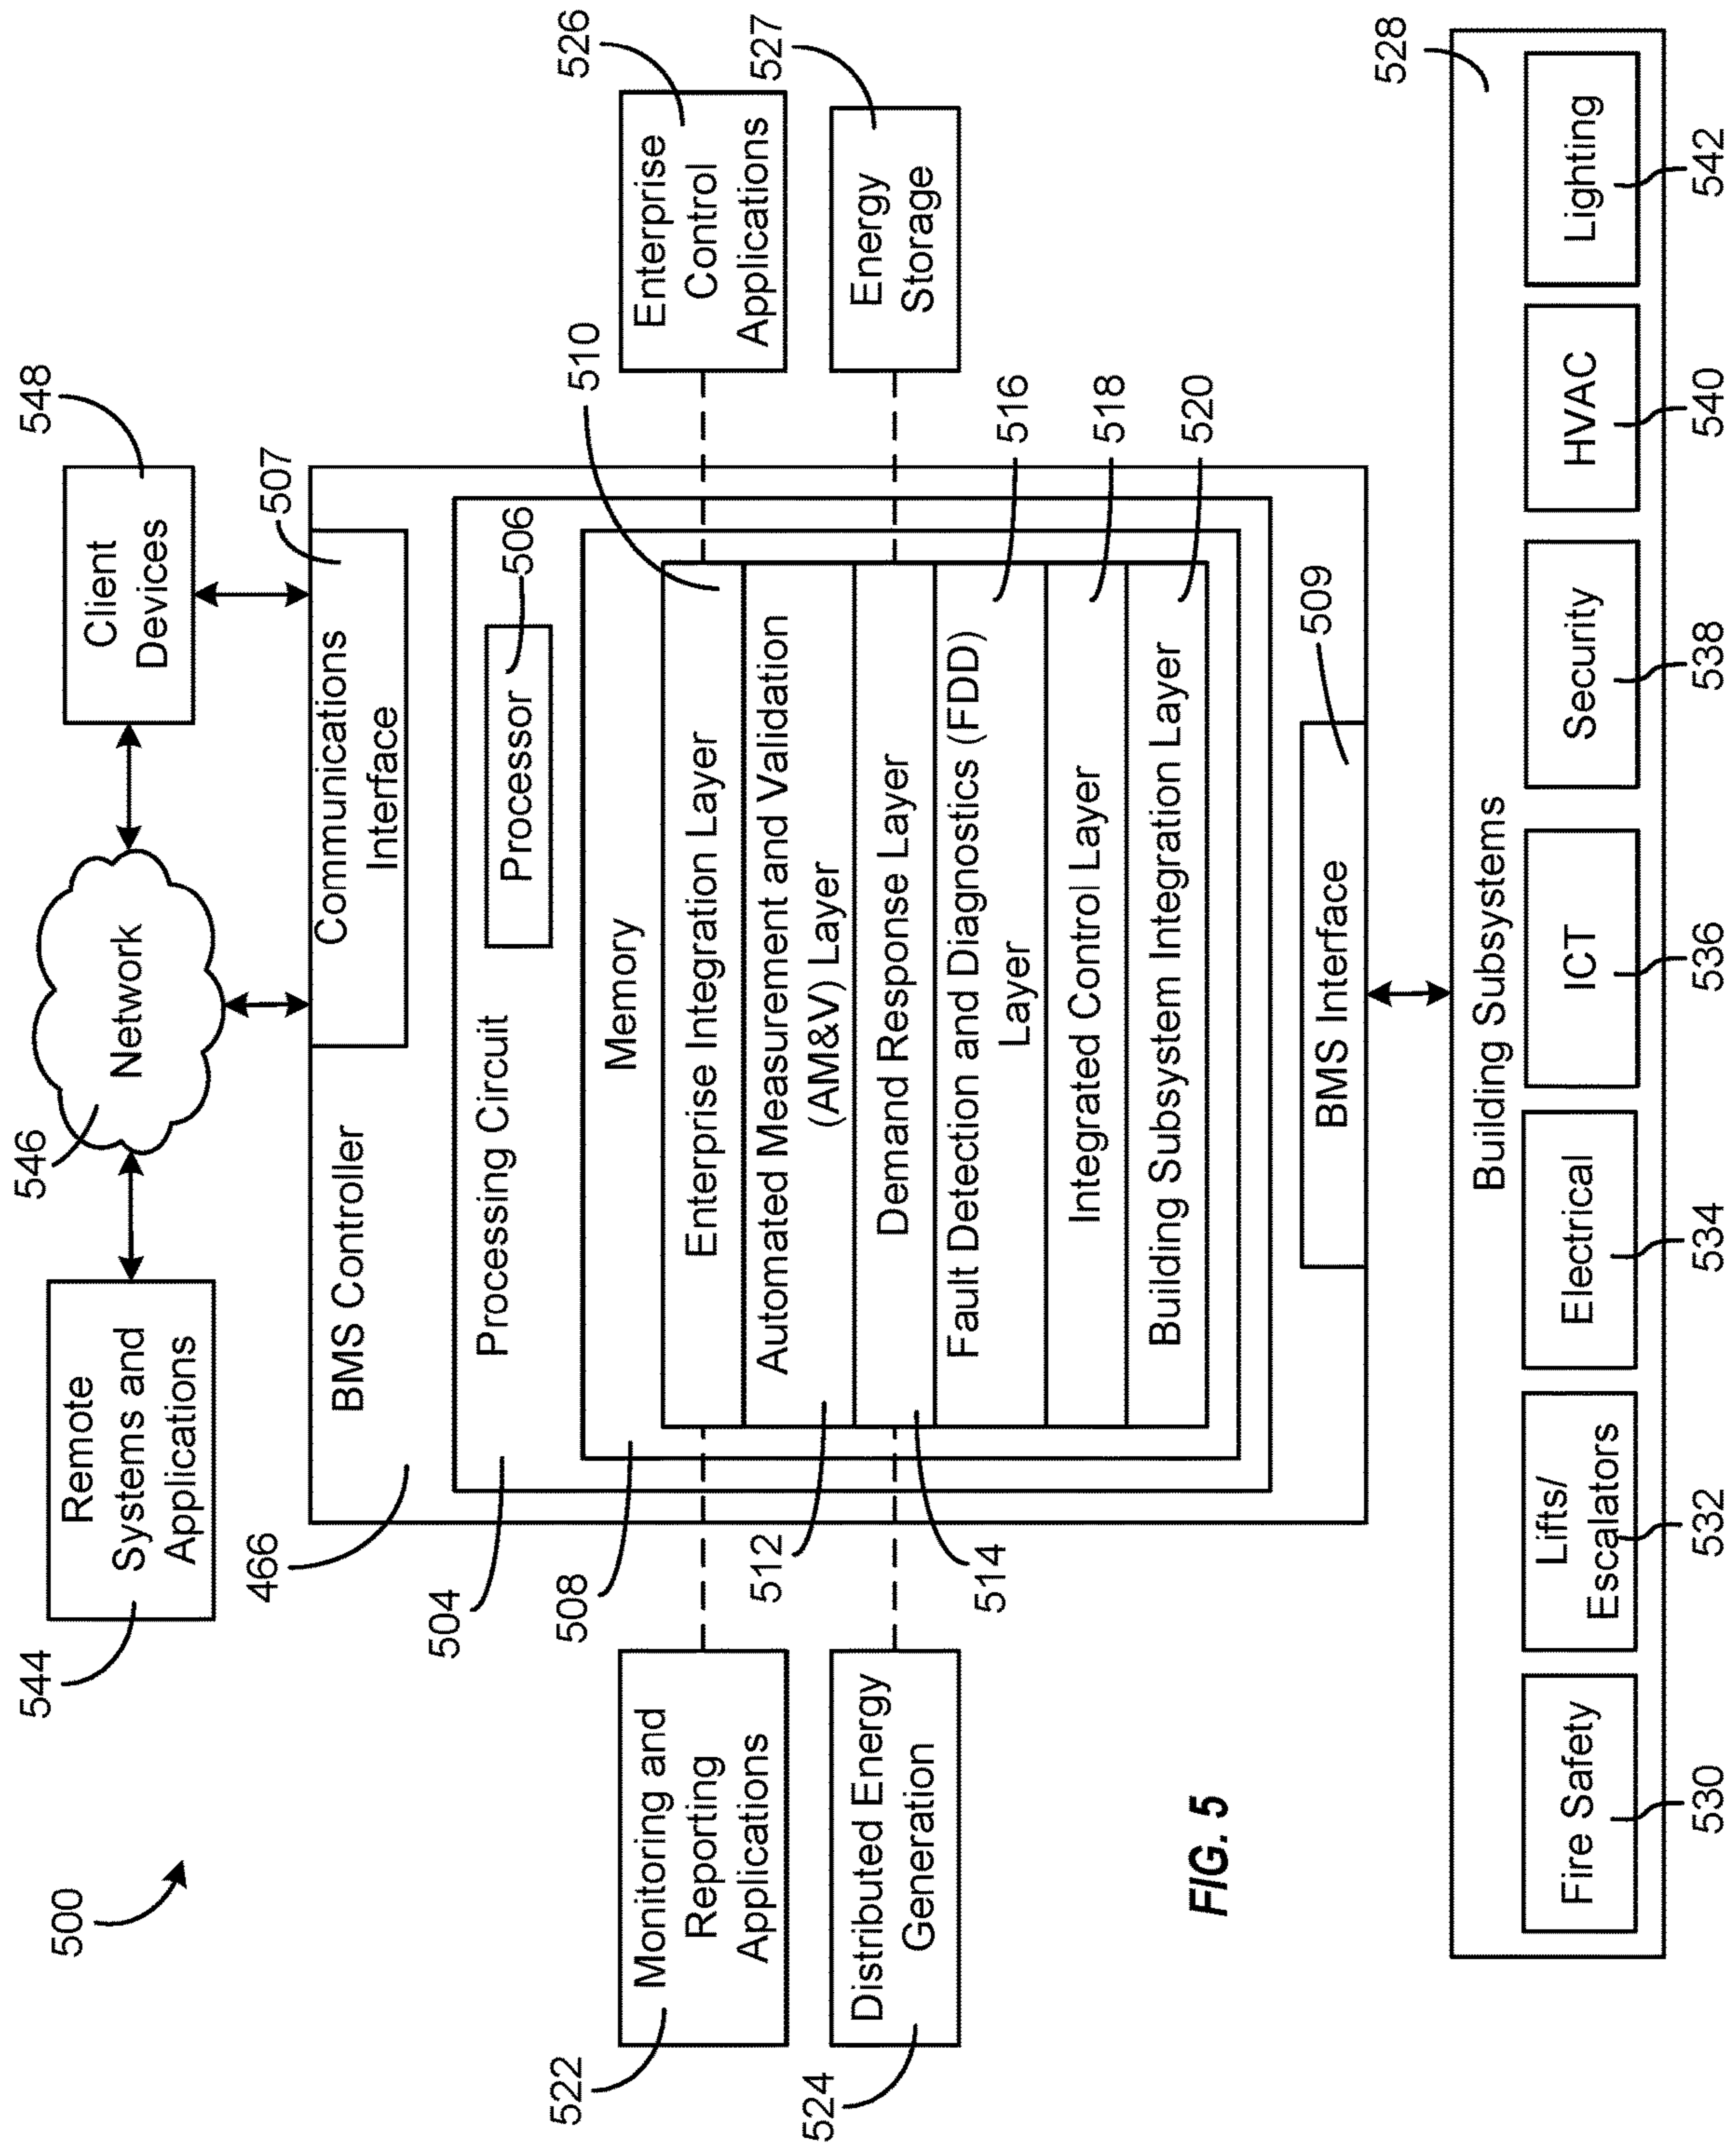 500
544
Remote
Systems and
Applications
546
Network
548
Client
Devices
466
BMS Controller
507
Communications
Interface
504
Processing Circuit
506
Processor
508
Memory
510
Enterprise Integration Layer
512
Automated Measurement and Validation
(AM&V) Layer
514
Demand Response Layer
516
Fault Detection and Diagnostics (FDD)
Layer
518
Integrated Control Layer
520
Building Subsystem Integration Layer
522
Monitoring and
Reporting
Applications
524
Distributed Energy
Generation
526
Enterprise
Control
Applications
527
Energy
Storage
509
BMS Interface
FIG. 5
528
Building Subsystems
Fire Safety
Lifts/
Escalators
Electrical
ICT
Security
HVAC
Lighting
530
532
534
536
538
540
542